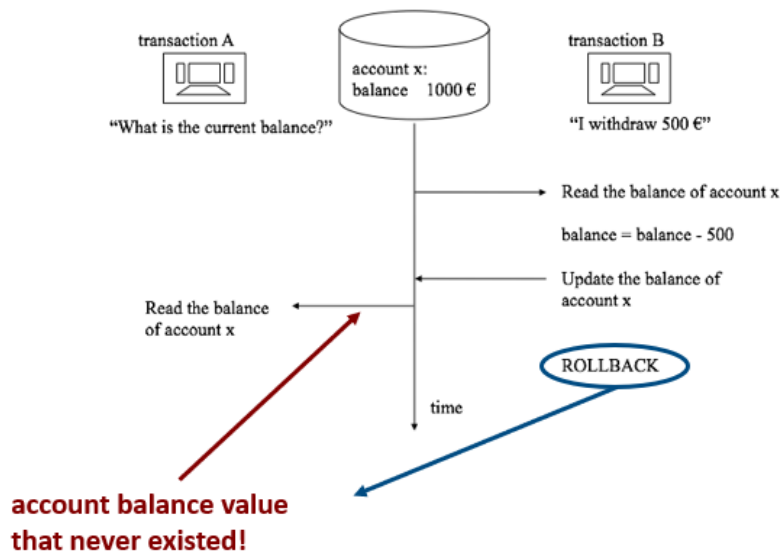 transaction A
transaction B
account x:
balance 1000 €
“What is the current balance?”
“I withdraw 500 €”
Read the balance of account x
balance = balance - 500
Update the balance of
account x
Read the balance
of account x
ROLLBACK
time
account balance value
that never existed!